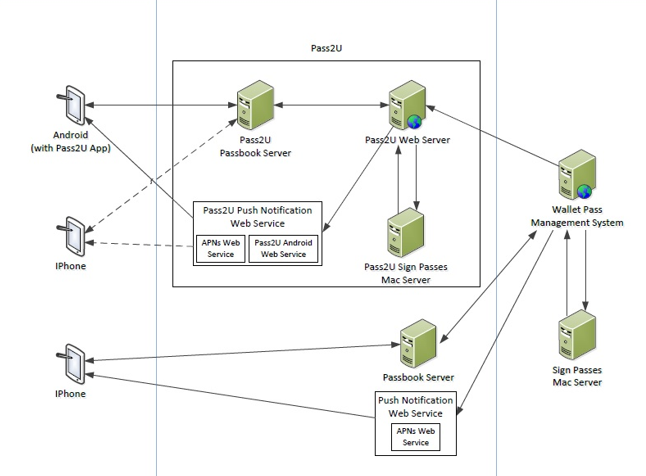 Pass2U
Android
(with Pass2U App)
Pass2U
Passbook Server
Pass2U Web Server
Wallet Pass
Management System
Pass2U Push Notification
Web Service
APNs Web
Service
Pass2U Android
Web Service
IPhone
Pass2U Sign Passes
Mac Server
Passbook Server
Sign Passes
Mac Server
IPhone
Push Notification
Web Service
APNs Web
Service